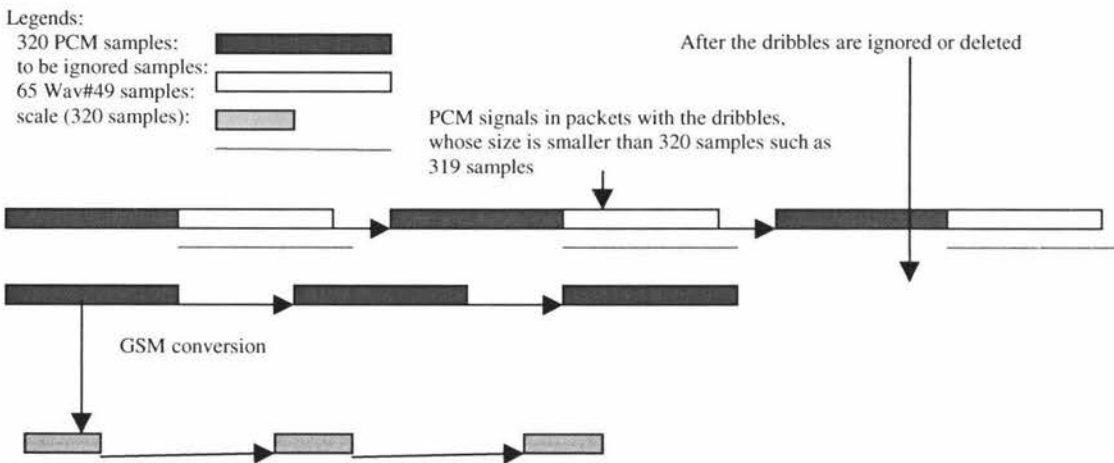 Legends:
320 PCM samples:
to be ignored samples:
65 Wav#49 samples:
scale (320 samples):
After the dribbles are ignored or deleted
PCM signals in packets with the dribbles,
whose size is smaller than 320 samples such as
319 samples
GSM conversion